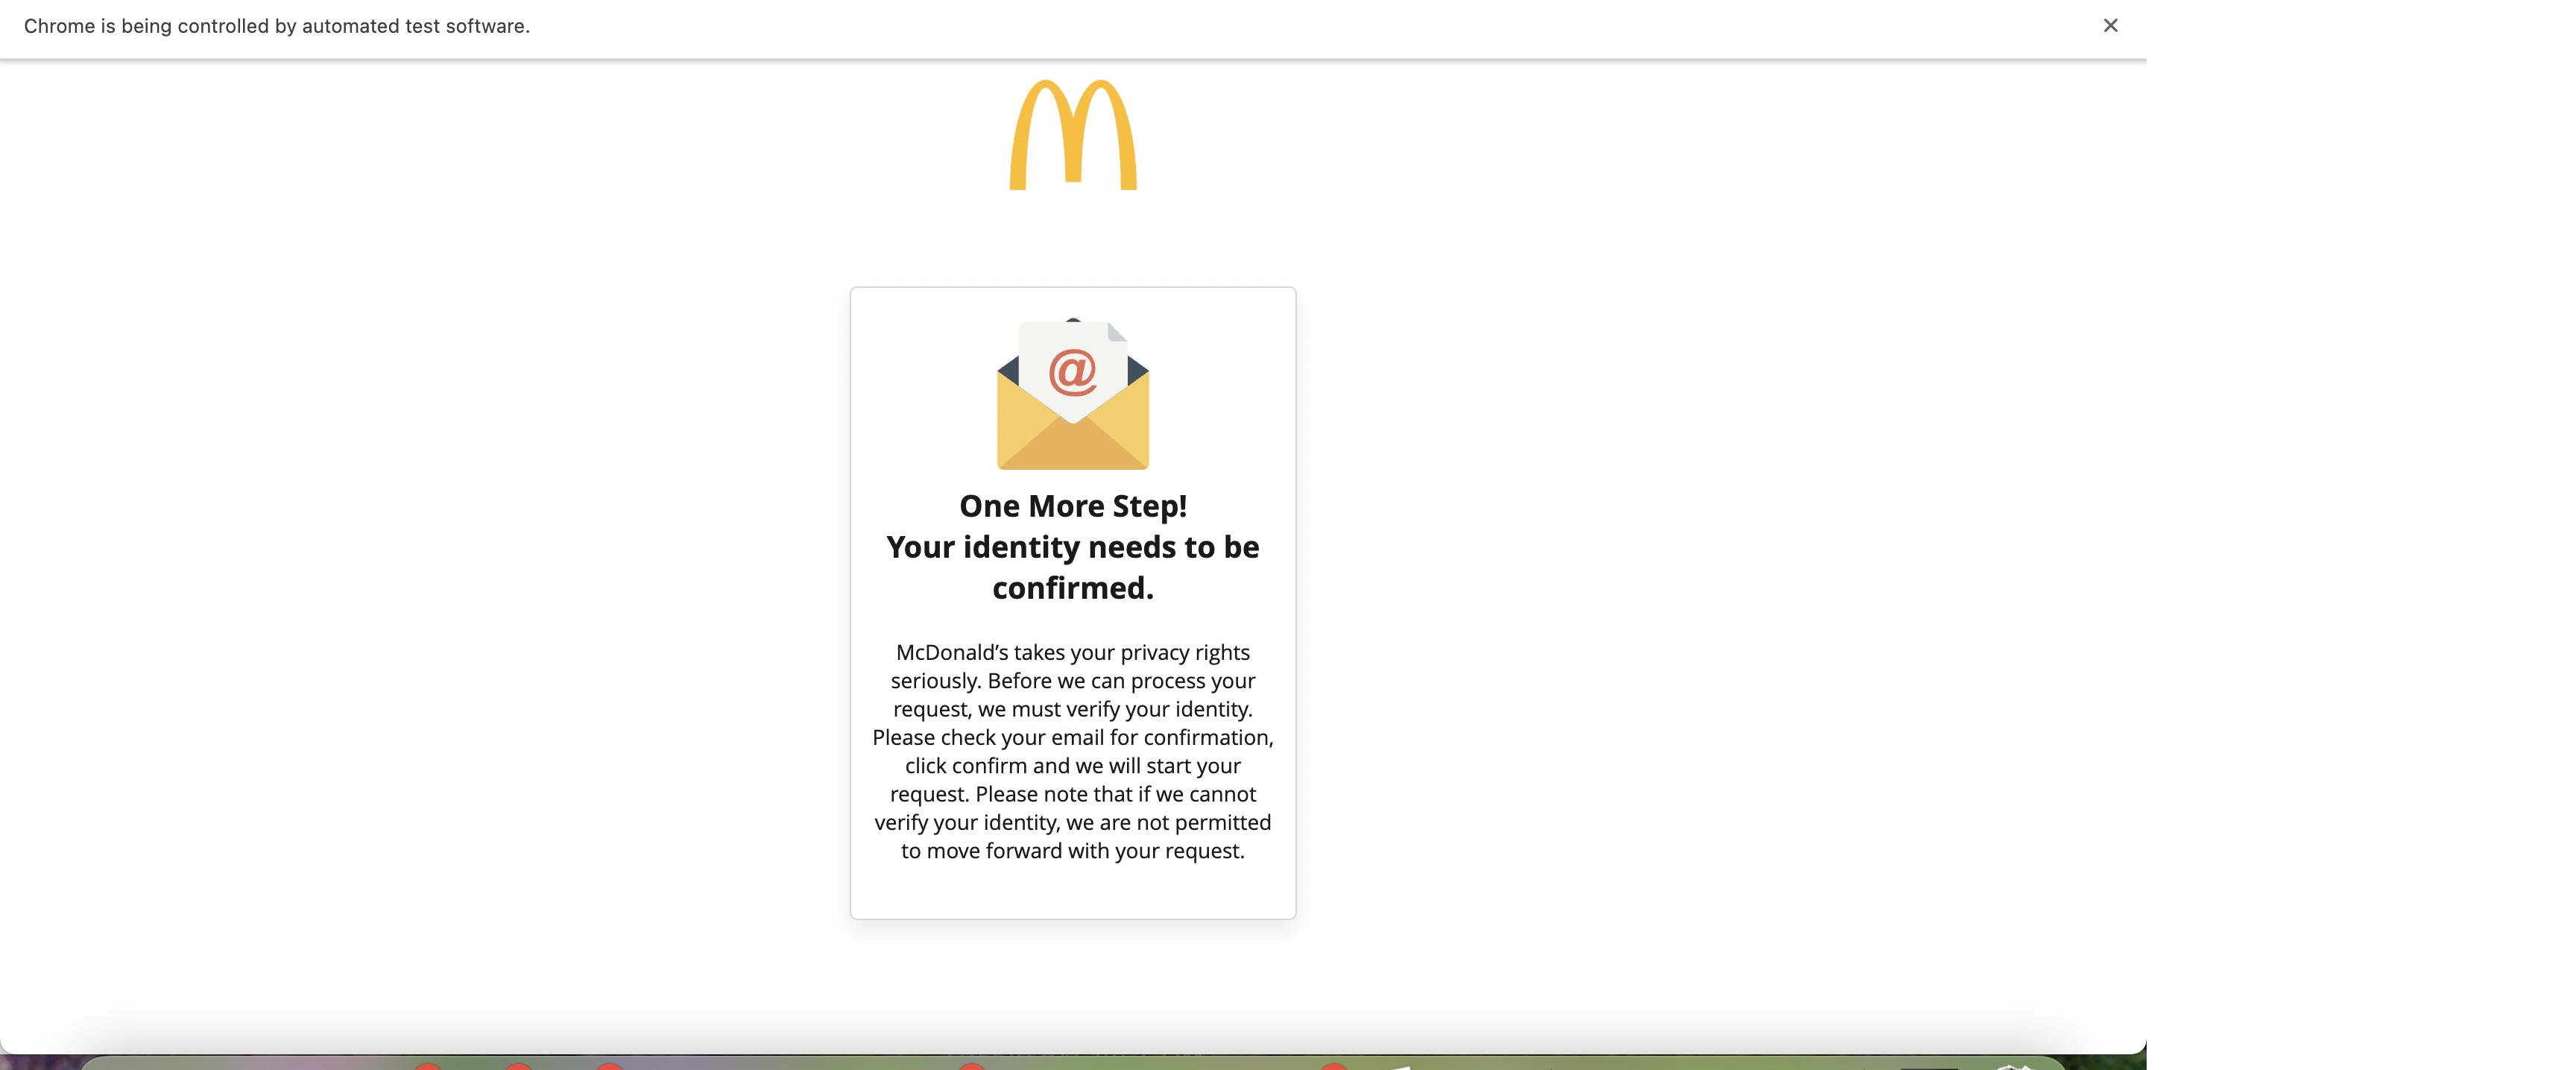 Chrome is being controlled by automated test software.
@
One More Step!
Your identity needs to be
confirmed.
McDonald’s takes your privacy rights
seriously. Before we can process your
request, we must verify your identity.
Please check your email for confirmation,
click confirm and we will start your
request. Please note that if we cannot
verify your identity, we are not permitted
to move forward with your request.